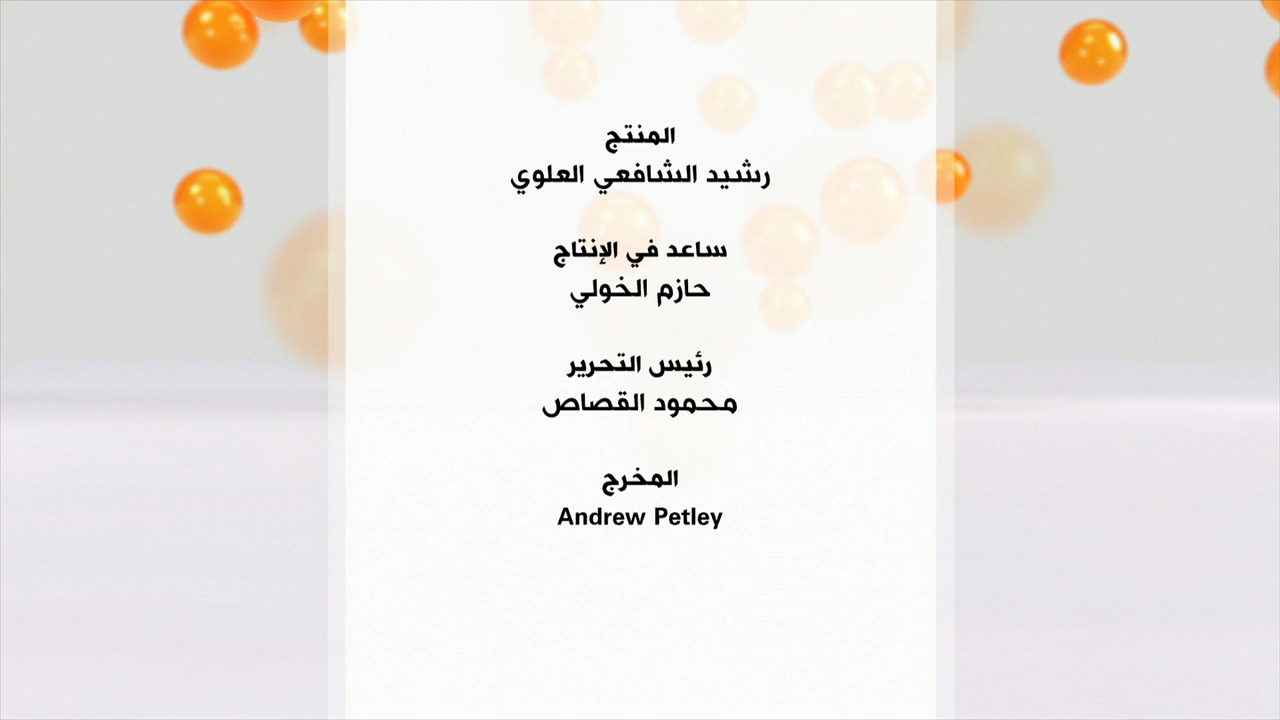 المنتج
رشيد الشافعي العلوي
ساعد في الإنتاج
حازم الخولي
رئيس التحرير
محمود القصاص
المخرج
Andrew Petley